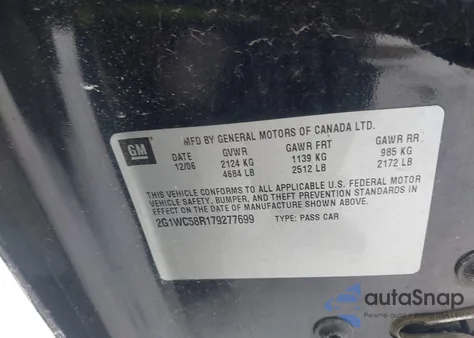 GM
MFD BY GENERAL MOTORS OF CANADA LTD.
DATE GVWR GAWR FRT GAWR RR
12/06 2124 KG 1139 KG 985 KG
4684 LB 2512 LB 2172 LB
THIS VEHICLE CONFORMS TO ALL APPLICABLE U.S. FEDERAL MOTOR
VEHICLE SAFETY, BUMPER, AND THEFT PREVENTION STANDARDS IN
EFFECT ON THE DATE OF MANUFACTURE SHOWN ABOVE.
2G1WC58R179277699 TYPE: PASS CAR
autoSnap
Pewne auto z